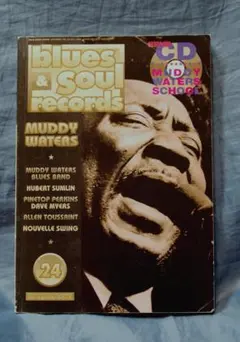 blues
& Soul
records
CD
MUDDY
WATERS
SCHOOL
MUDDY
WATERS
MUDDY WATERS
BLUES BAND
HUBERT SUMLIN
PINETOP PERKINS
DAVE MYERS
ALLEN TOUSSAINT
NOUVELLE SWING
24